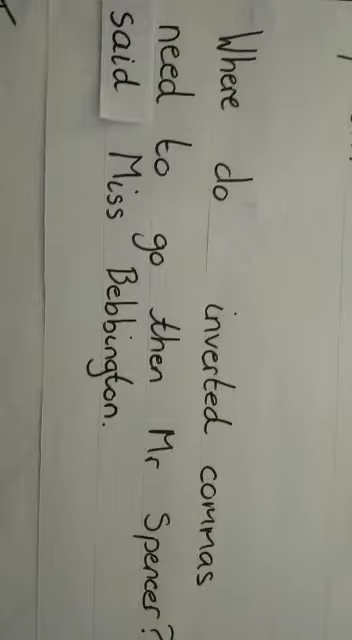 Where do inverted commas
need to go then Mr Spencer?
said Miss Bebbington.